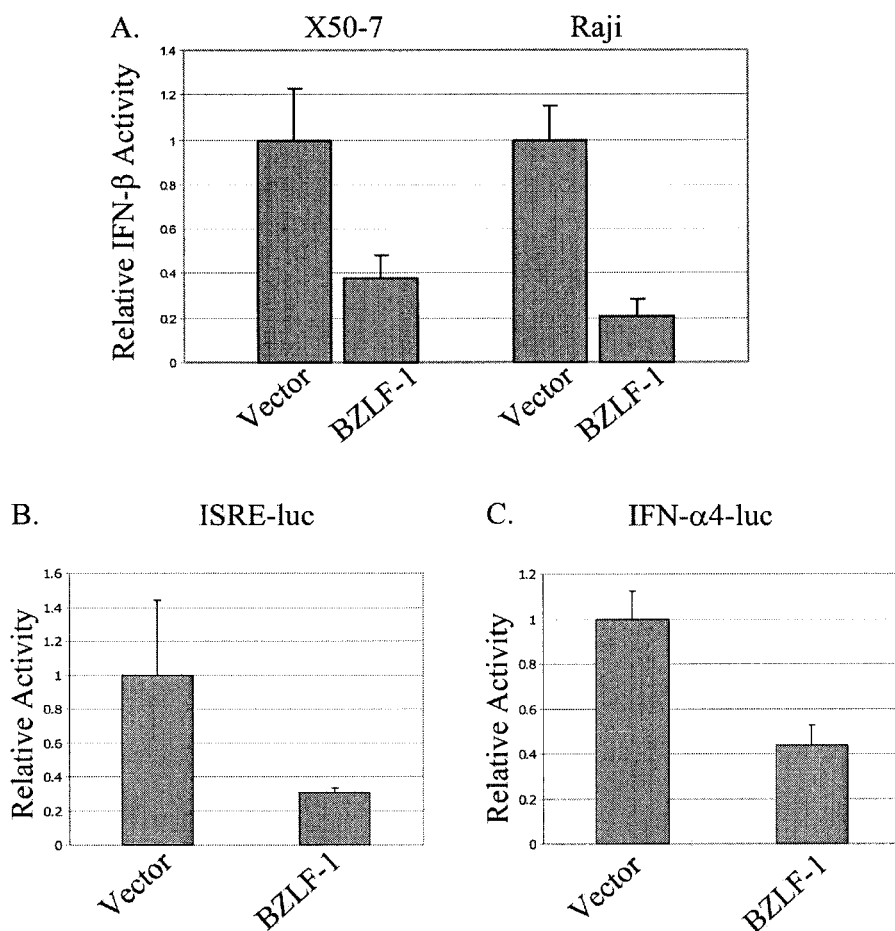 A.
X50-7
Raji
Relative IFN-β Activity
1.4
1.2
1
0.8
0.6
0.4
0.2
0
Vector
BZLF-1
Vector
BZLF-1
B.
ISRE-luc
Relative Activity
1.6
1.4
1.2
1
0.8
0.6
0.4
0.2
0
Vector
BZLF-1
C.
IFN-α4-luc
Relative Activity
1.2
1
0.8
0.6
0.4
0.2
0
Vector
BZLF-1